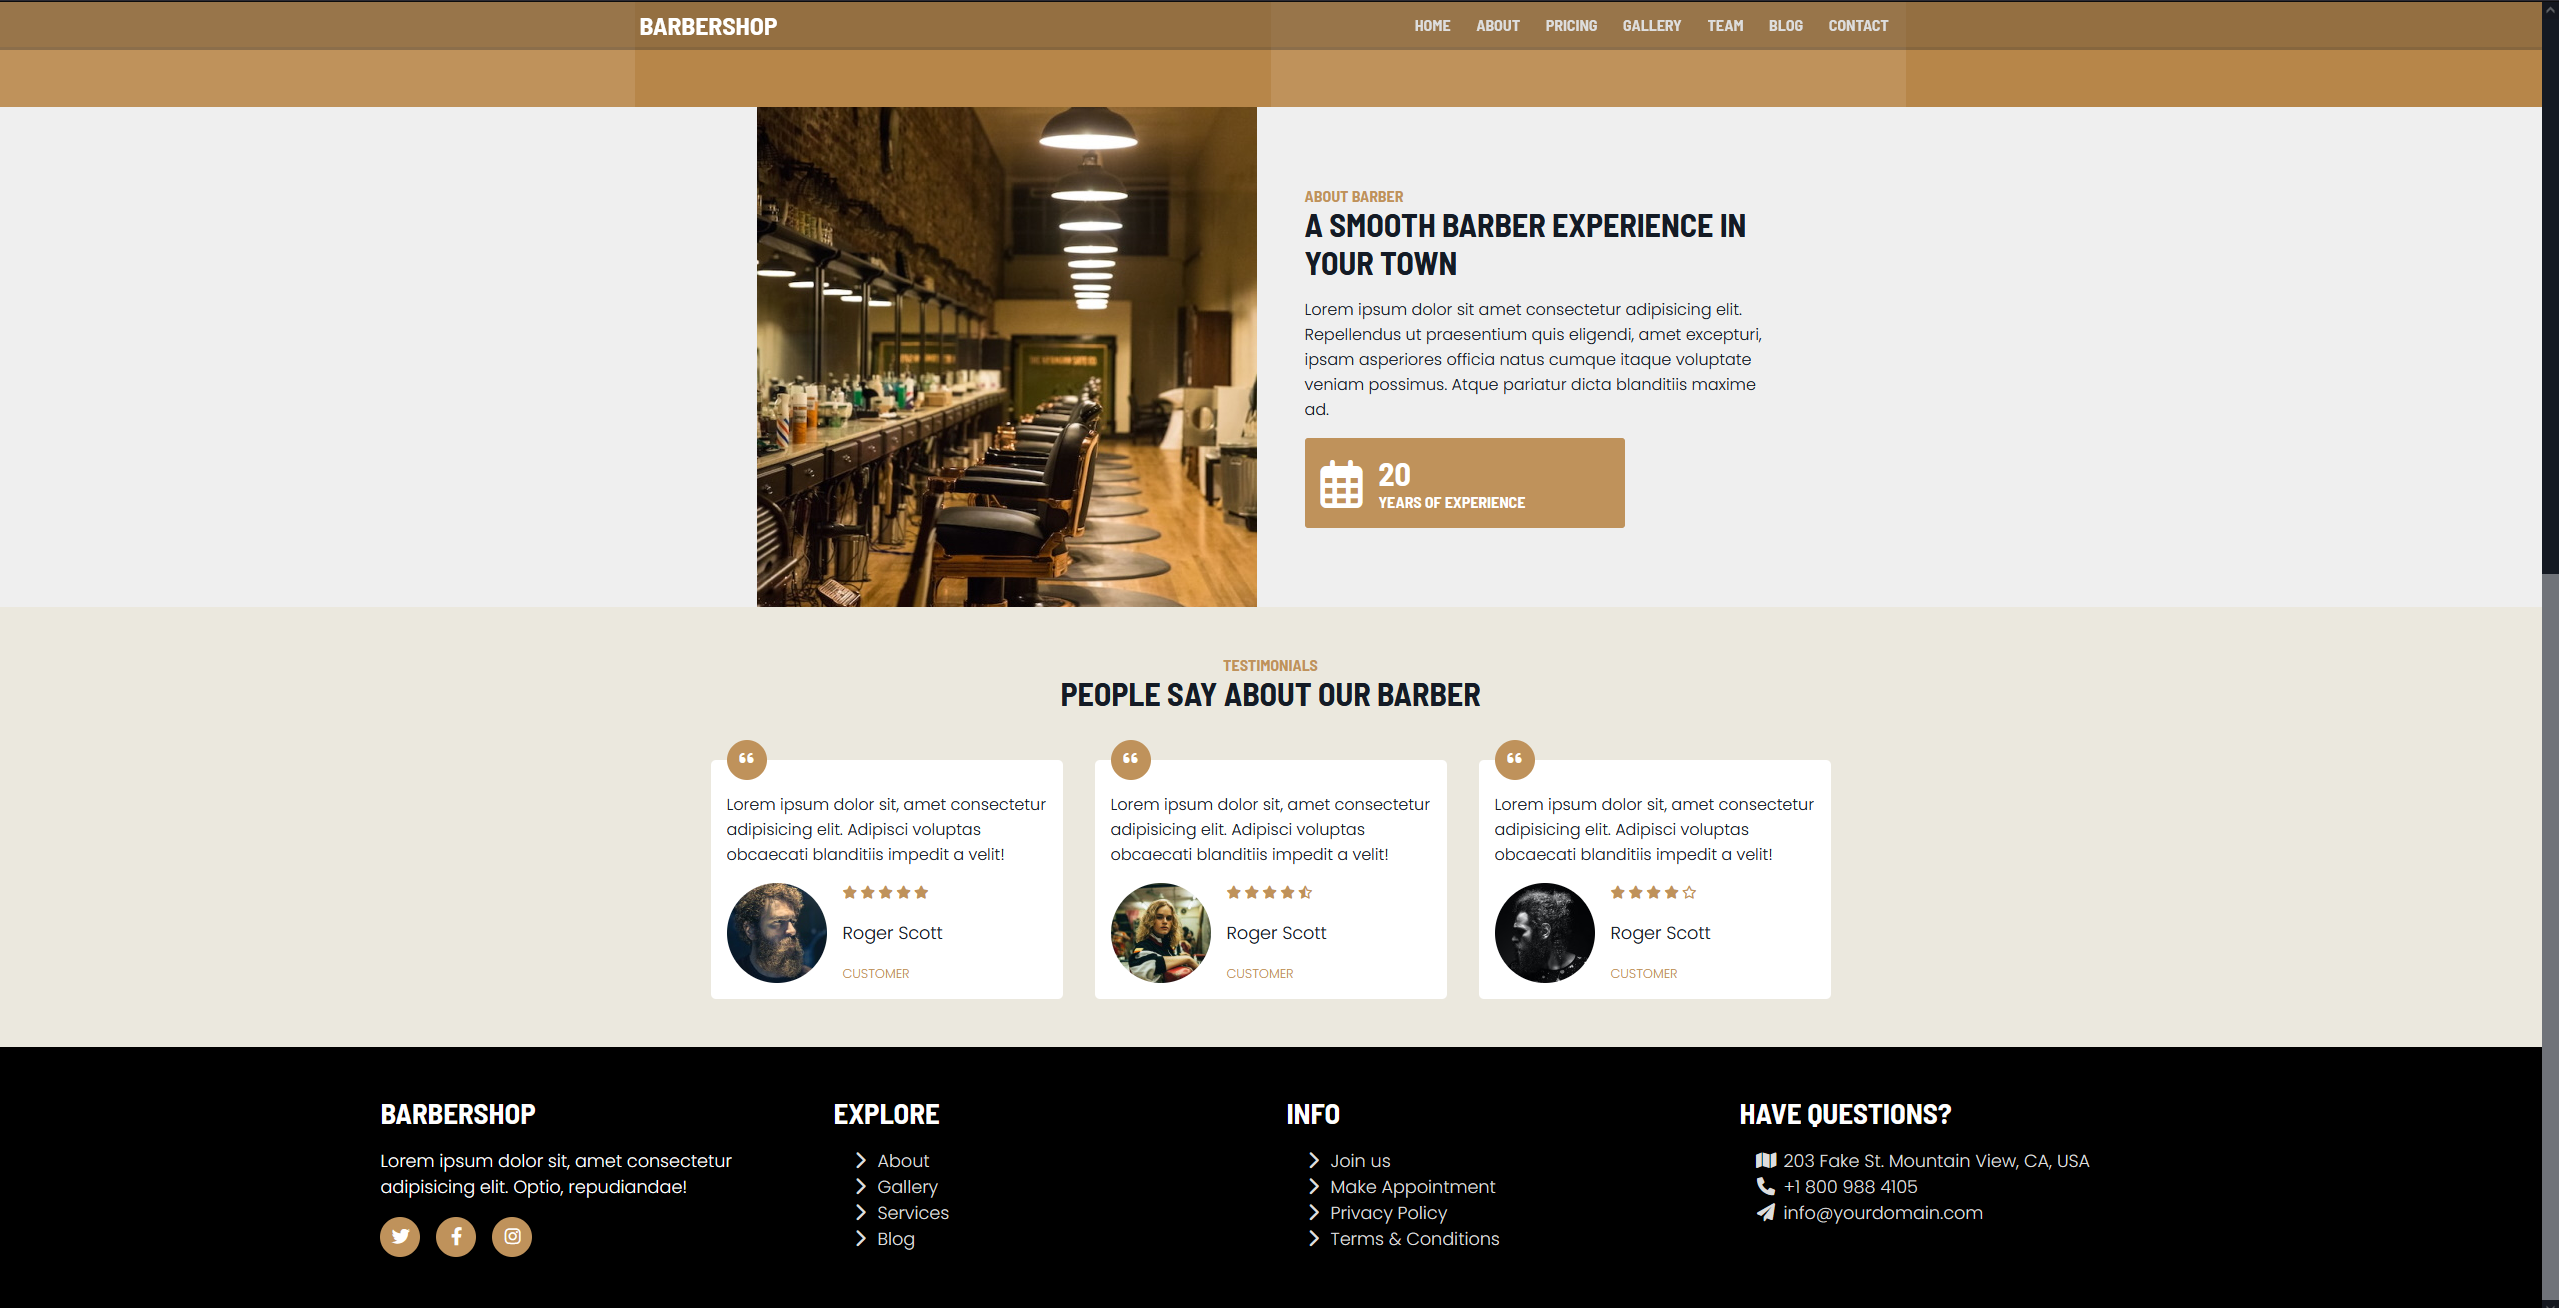 BARBERSHOP
HOME ABOUT PRICING GALLERY TEAM BLOG CONTACT
ABOUT BARBER
A SMOOTH BARBER EXPERIENCE IN
YOUR TOWN
Lorem ipsum dolor sit amet consectetur adipisicing elit.
Repellendus ut praesentium quis eligendi, amet excepturi,
ipsam asperiores officia natus cumque itaque voluptate
veniam possimus. Atque pariatur dicta blanditiis maxime
ad.
20
YEARS OF EXPERIENCE
TESTIMONIALS
PEOPLE SAY ABOUT OUR BARBER
Lorem ipsum dolor sit, amet consectetur
adipisicing elit. Adipisci voluptas
obcaecati blanditiis impedit a velit!
Roger Scott
CUSTOMER
Lorem ipsum dolor sit, amet consectetur
adipisicing elit. Adipisci voluptas
obcaecati blanditiis impedit a velit!
Roger Scott
CUSTOMER
Lorem ipsum dolor sit, amet consectetur
adipisicing elit. Adipisci voluptas
obcaecati blanditiis impedit a velit!
Roger Scott
CUSTOMER
BARBERSHOP
Lorem ipsum dolor sit, amet consectetur
adipisicing elit. Optio, repudiandae!
EXPLORE
About
Gallery
Services
Blog
INFO
Join us
Make Appointment
Privacy Policy
Terms & Conditions
HAVE QUESTIONS?
203 Fake St. Mountain View, CA, USA
+1 800 988 4105
info@yourdomain.com